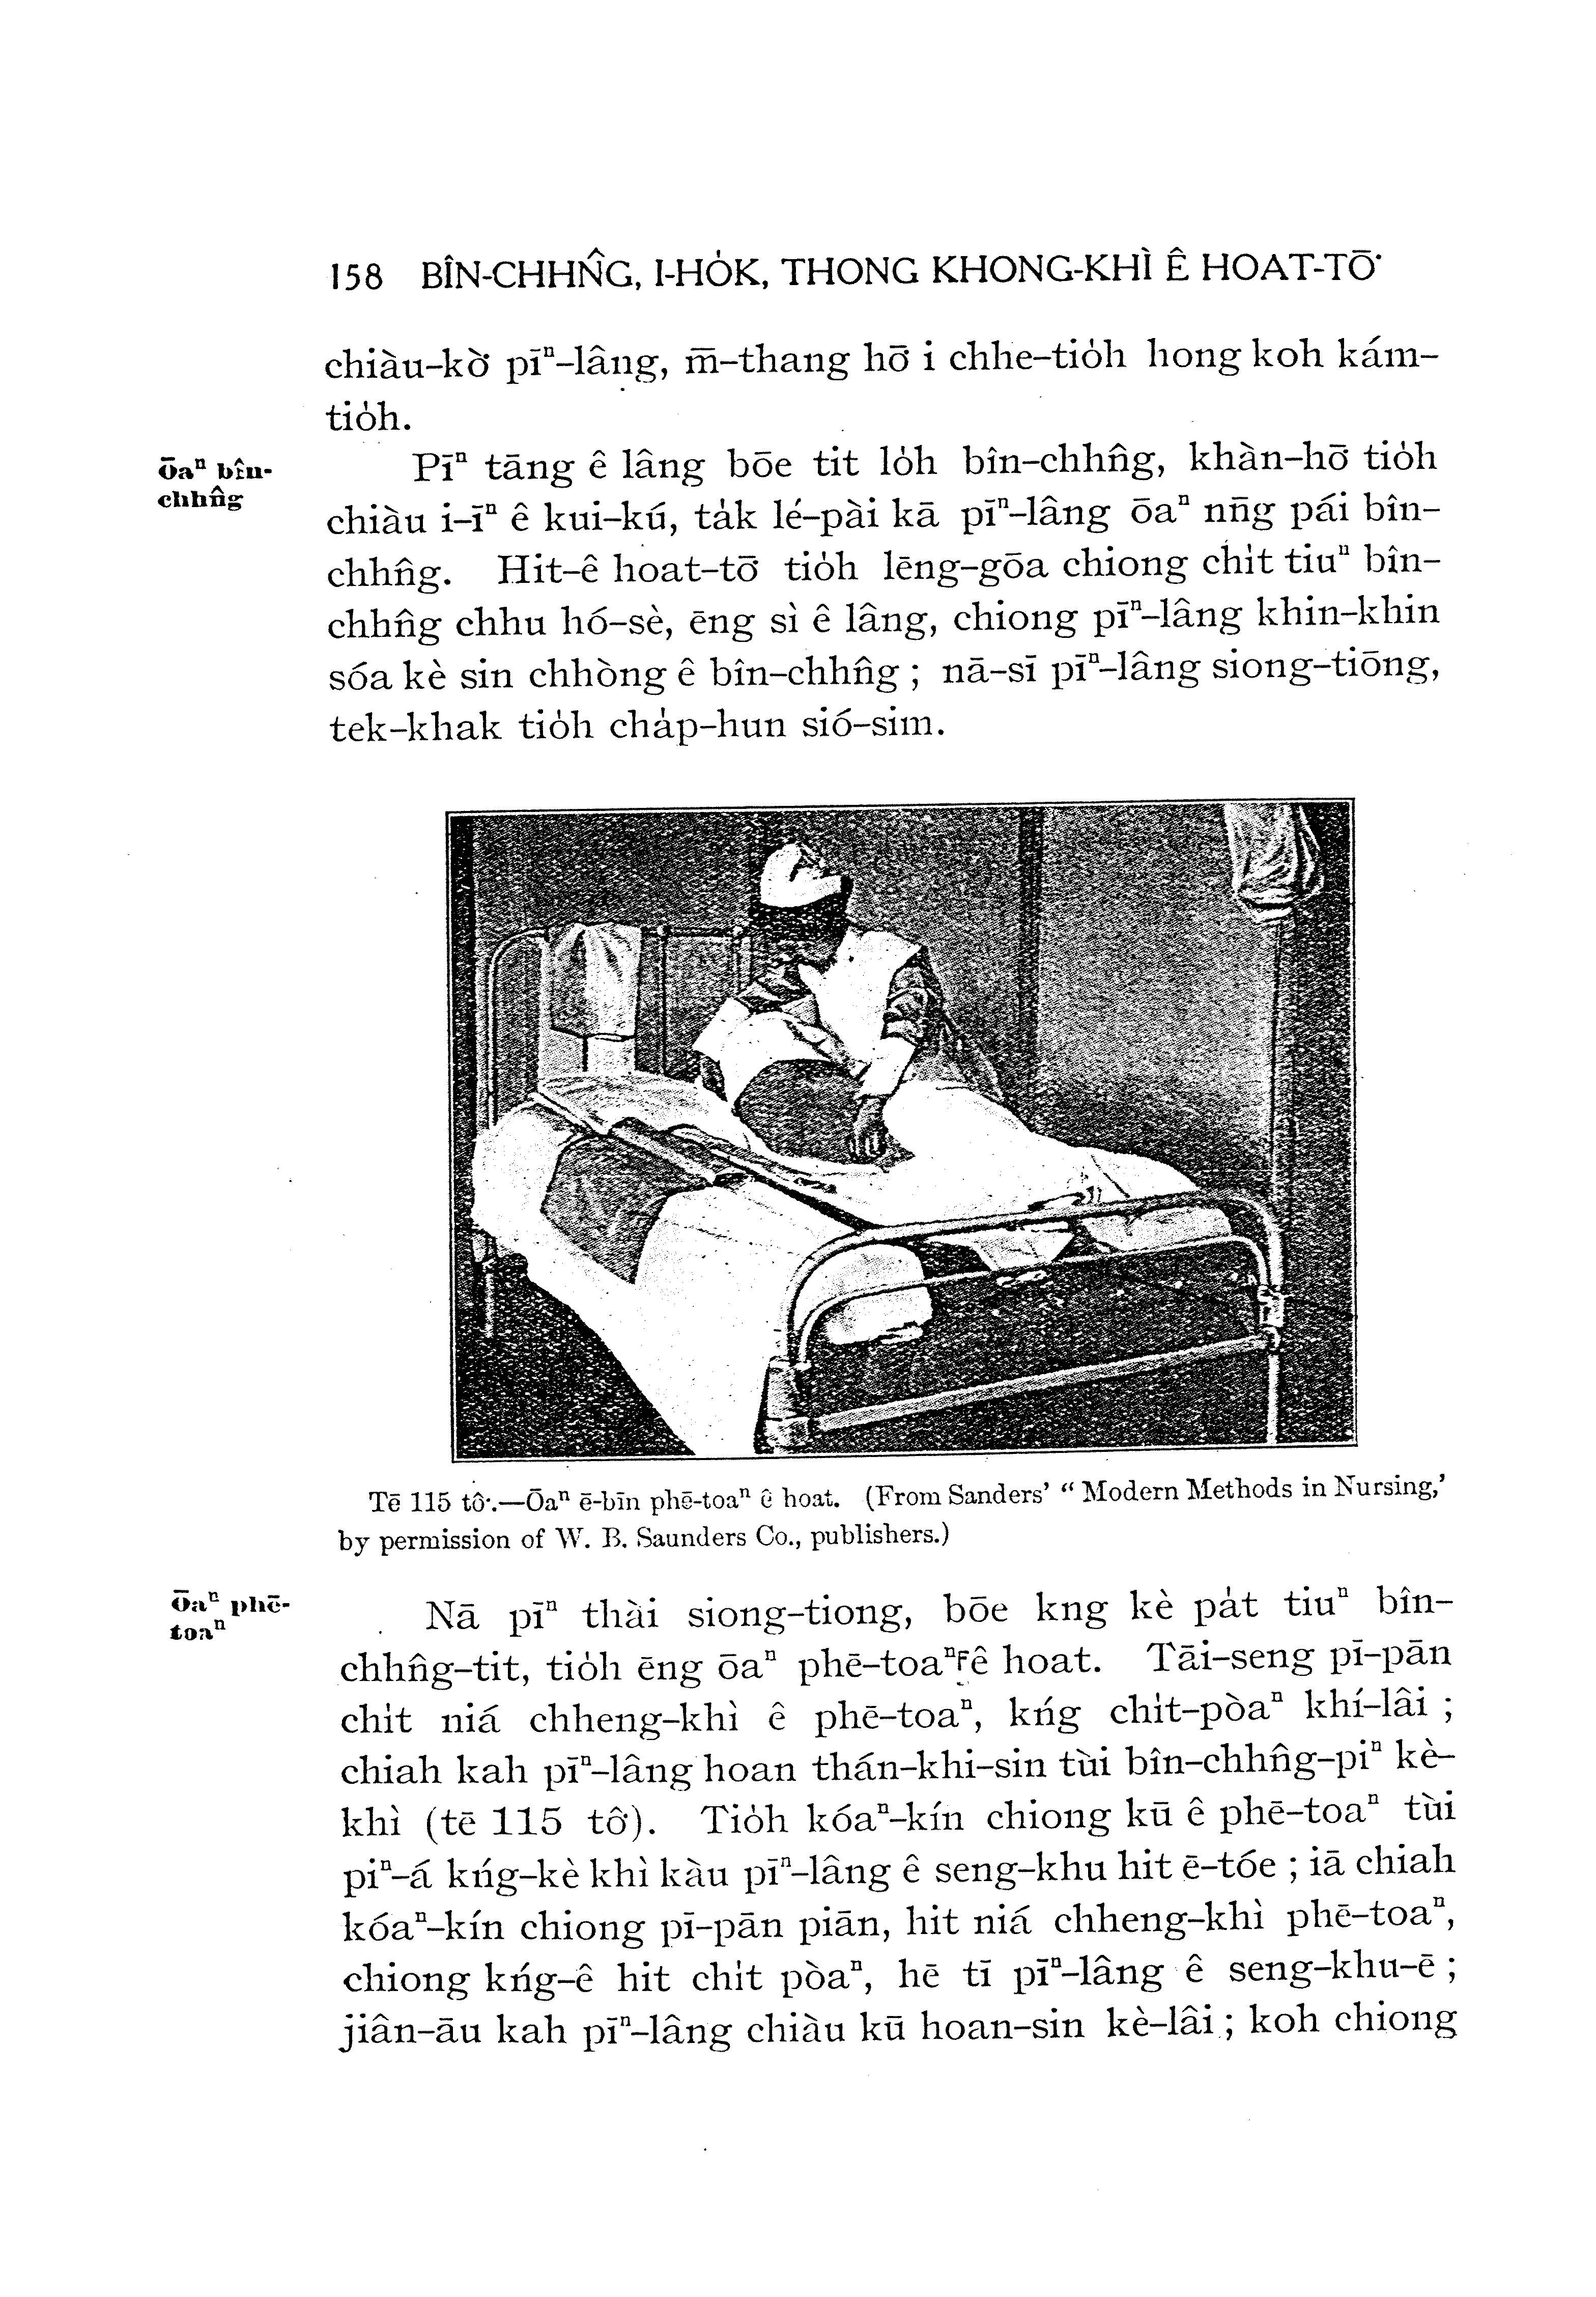 158 BÎN-CHHN̂G, I-HO̍K, THONG KHONG-KHÌ Ê HOAT-TŌ͘
chiàu-kò͘ pīⁿ-lâng, m̄-thang hō͘ i chhe-tio̍h hong koh kám-
tio̍h.
Ōaⁿ bîn-
chhn̂g
Pīⁿ tāng ê lâng bōe tit lo̍h bîn-chhn̂g, khàn-hō͘ tio̍h
chiàu i-īⁿ ê kui-kú, ta̍k lé-pài kā pīⁿ-lâng ōaⁿ nn̄g pái bîn-
chhn̂g. Hit-ê hoat-tō͘ tio̍h lēng-gōa chiong chi̍t tiuⁿ bîn-
chhn̂g chhu hó-sè, ēng sì ê lâng, chiong pīⁿ-lâng khin-khin
sóa kè sin chhòng ê bîn-chhn̂g ; nā-sī pīⁿ-lâng siong-tiōng,
tek-khak tio̍h cha̍p-hun sió-sim.
Tē 115 tô͘.—Ōaⁿ ē-bīn phē-toaⁿ ê hoat. (From Sanders' “ Modern Methods in Nursing,'
by permission of W. B. Saunders Co., publishers.)
Ōaⁿ phē-
toaⁿ
Nā pīⁿ thài siong-tiong, bōe kng kè pa̍t tiuⁿ bîn-
chhn̂g-tit, tio̍h ēng ōaⁿ phē-toaⁿ ê hoat. Tāi-seng pī-pān
chi̍t niá chheng-khì ê phē-toaⁿ, kńg chi̍t-pòaⁿ khí-lâi ;
chiah kah pīⁿ-lâng hoan thán-khi-sin tùi bîn-chhn̂g-piⁿ kè-
khì (tē 115 tô͘). Tio̍h kóaⁿ-kín chiong kū ê phē-toaⁿ tùi
piⁿ-á kńg-kè khì kàu pīⁿ-lâng ê seng-khu hit ē-tóe ; iā chiah
kóaⁿ-kín chiong pī-pān piān, hit niá chheng-khì phē-toaⁿ,
chiong kńg-ê hit chi̍t pòaⁿ, hē tī pīⁿ-lâng ê seng-khu-ē ;
jiân-āu kah pīⁿ-lâng chiàu kū hoan-sin kè-lâi ; koh chiong